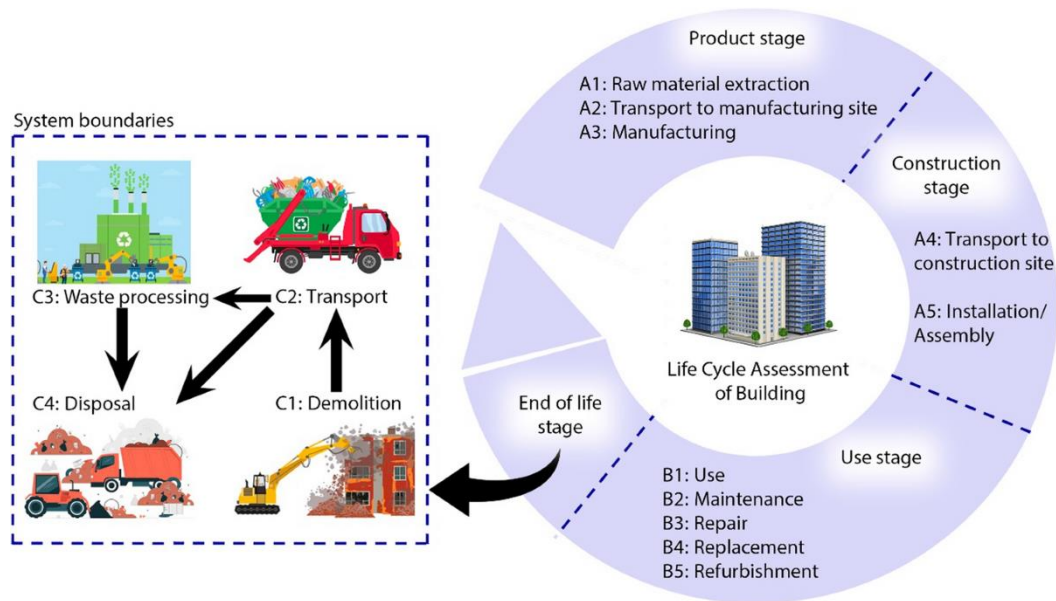 System boundaries
C3: Waste processing
C2: Transport
C4: Disposal
C1: Demolition
Product stage
A1: Raw material extraction
A2: Transport to manufacturing site
A3: Manufacturing
Construction
stage
A4: Transport to
construction site
A5: Installation/
Assembly
Life Cycle Assessment
of Building
End of life
stage
Use stage
B1: Use
B2: Maintenance
B3: Repair
B4: Replacement
B5: Refurbishment